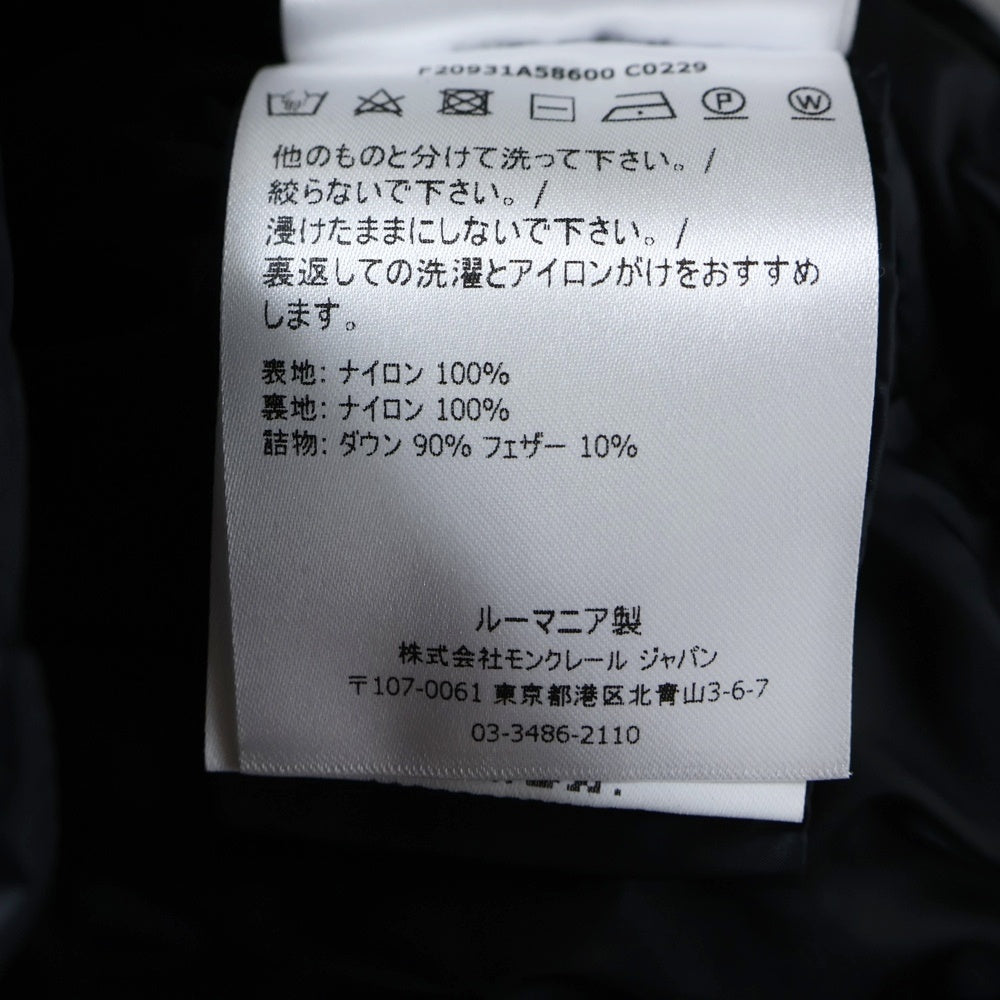 F20931A58600 C0229
P W
他のものと分けて洗って下さい。/
絞らないで下さい。/
浸けたままにしないで下さい。/
裏返しての洗濯とアイロンがけをおすすめ
します。
表地: ナイロン 100%
裏地: ナイロン 100%
詰物: ダウン 90% フェザー 10%
ルーマニア製
株式会社モンクレール ジャパン
〒107-0061 東京都港区北青山3-6-7
03-3486-2110